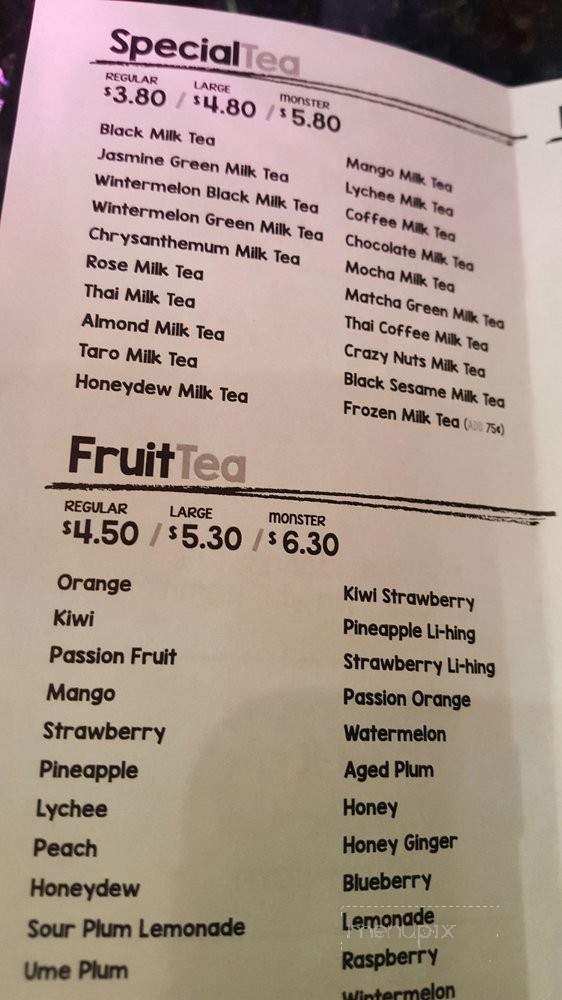 SpecialTea
REGULAR LARGE monster
$3.80 / $4.80 / $5.80
Black Milk Tea
Jasmine Green Milk Tea
Wintermelon Black Milk Tea
Wintermelon Green Milk Tea
Chrysanthemum Milk Tea
Rose Milk Tea
Thai Milk Tea
Almond Milk Tea
Taro Milk Tea
Honeydew Milk Tea
Mango Milk Tea
Lychee Milk Tea
Coffee Milk Tea
Chocolate Milk Tea
Mocha Milk Tea
Matcha Green Milk Tea
Thai Coffee Milk Tea
Crazy Nuts Milk Tea
Black Sesame Milk Tea
Frozen Milk Tea (ADD 75¢)
FruitTea
REGULAR LARGE monster
$4.50 / $5.30 / $6.30
Orange
Kiwi
Passion Fruit
Mango
Strawberry
Pineapple
Lychee
Peach
Honeydew
Sour Plum Lemonade
Ume Plum
Kiwi Strawberry
Pineapple Li-hing
Strawberry Li-hing
Passion Orange
Watermelon
Aged Plum
Honey
Honey Ginger
Blueberry
Lemonade
menupix
Raspberry
Wintermelon